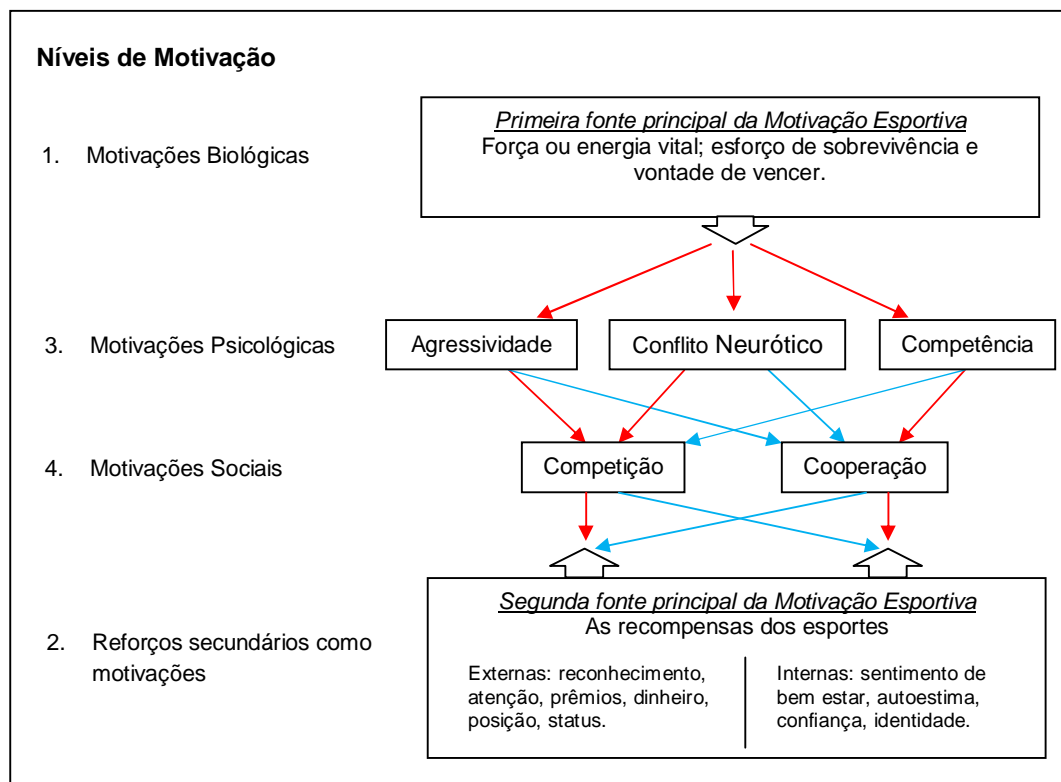 Níveis de Motivação
Primeira fonte principal da Motivação Esportiva
Força ou energia vital; esforço de sobrevivência e
vontade de vencer.
1. Motivações Biológicas
3. Motivações Psicológicas
Agressividade
Conflito Neurótico
Competência
4. Motivações Sociais
Competição
Cooperação
Segunda fonte principal da Motivação Esportiva
As recompensas dos esportes
2. Reforços secundários como
motivações
Externas: reconhecimento,
atenção, prêmios, dinheiro,
posição, status.
Internas: sentimento de
bem estar, autoestima,
confiança, identidade.